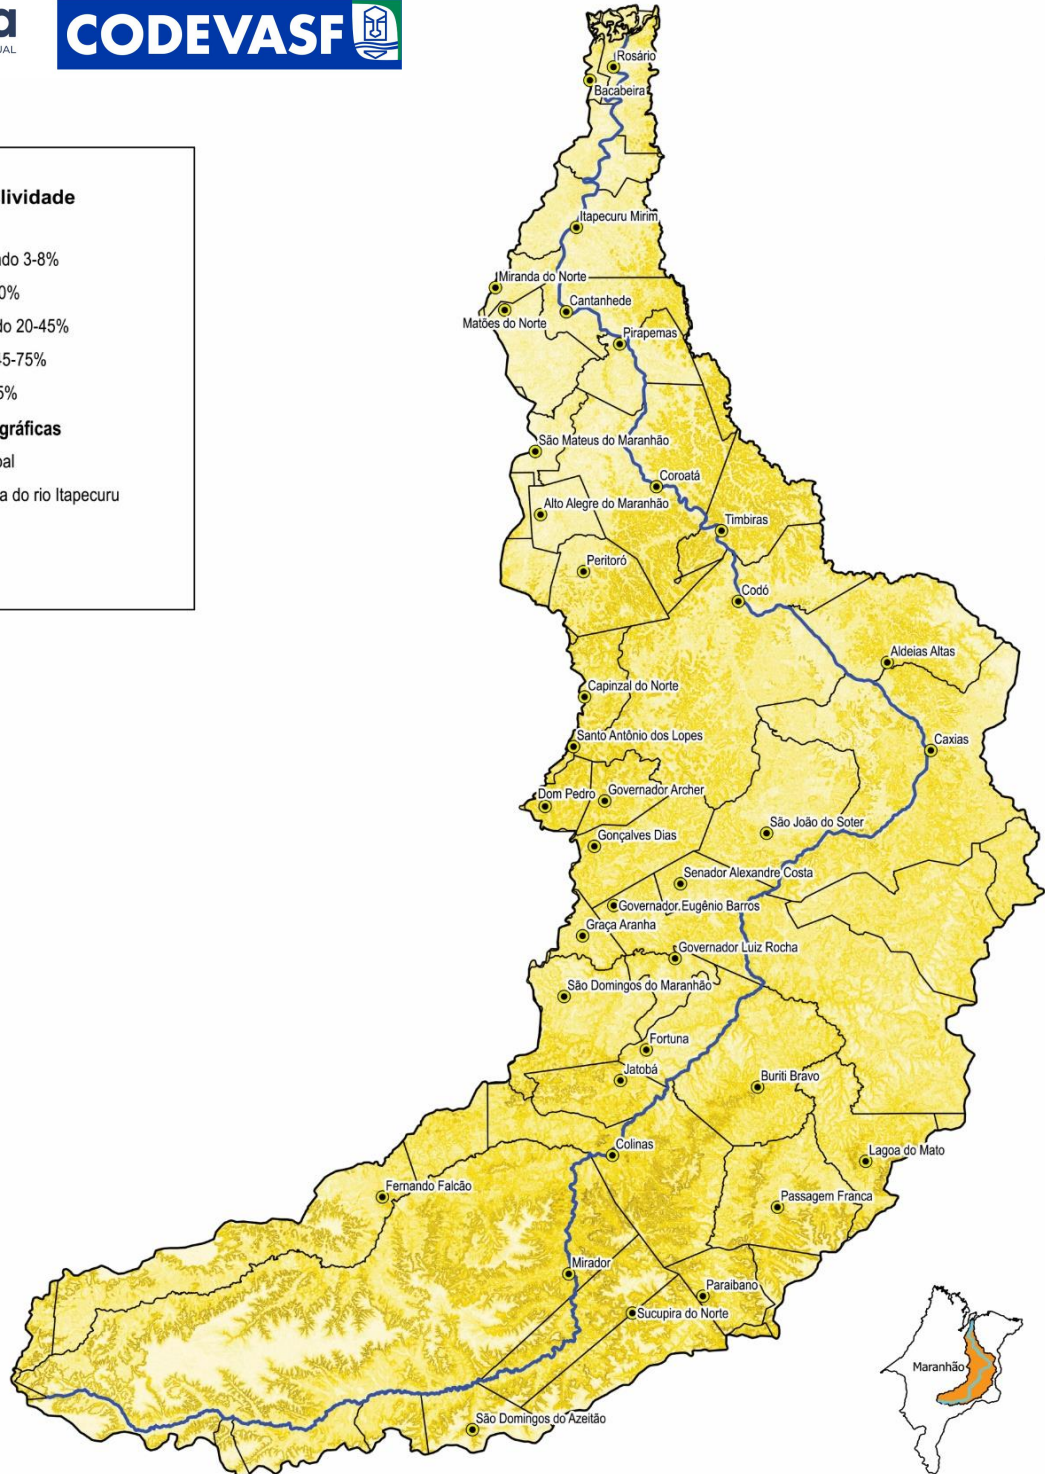 a
UAL
CODEVASF
lividade
do 3-8%
0%
do 20-45%
45-75%
5%
gráficas
pal
a do rio Itapecuru
Rosário
Bacabeira
Itapecuru Mirim
Miranda do Norte
Cantanhede
Matões do Norte
Pirapemas
São Mateus do Maranhão
Coroatá
Alto Alegre do Maranhão
Timbiras
Peritoró
Codó
Aldeias Altas
Capinzal do Norte
Santo Antônio dos Lopes
Caxias
Dom Pedro
Governador Archer
São João do Soter
Gonçalves Dias
Senador Alexandre Costa
Governador.Eugênio Barros
Graça Aranha
Governador Luiz Rocha
São Domingos do Maranhão
Fortuna
Jatobá
Buriti Bravo
Colinas
Lagoa do Mato
Fernando Falcão
Passagem Franca
Mirador
Paraibano
Sucupira do Norte
Maranhão
São Domingos do Azeitão